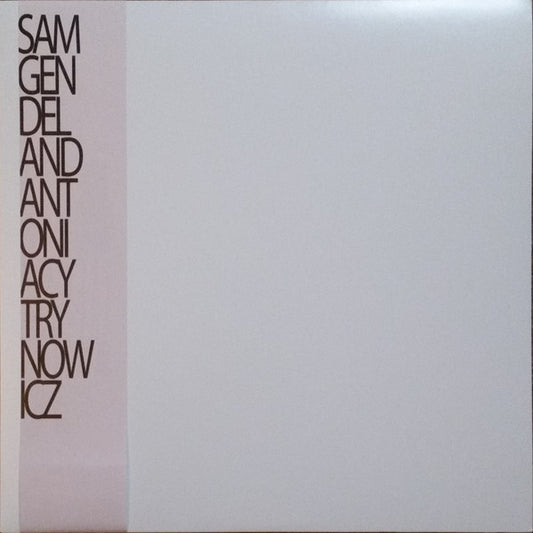 SAM
GEN
DEL
AND
ANT
ONI
ACY
TRY
NOW
ICZ